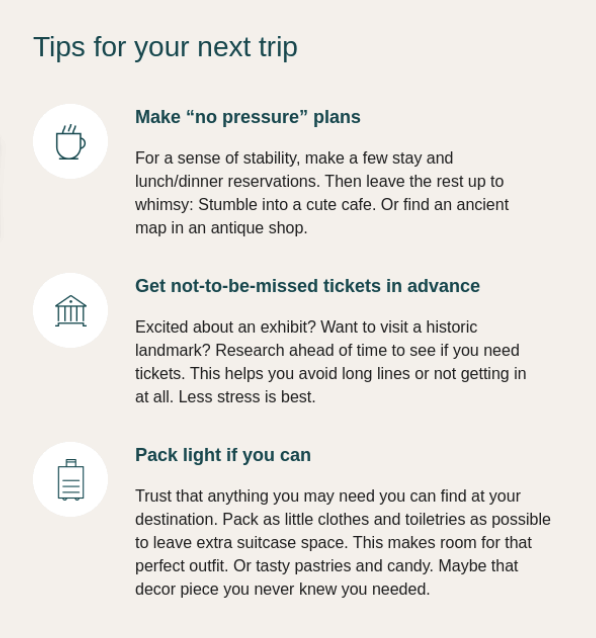 Tips for your next trip
Make “no pressure” plans
For a sense of stability, make a few stay and
lunch/dinner reservations. Then leave the rest up to
whimsy: Stumble into a cute cafe. Or find an ancient
map in an antique shop.
Get not-to-be-missed tickets in advance
Excited about an exhibit? Want to visit a historic
landmark? Research ahead of time to see if you need
tickets. This helps you avoid long lines or not getting in
at all. Less stress is best.
Pack light if you can
Trust that anything you may need you can find at your
destination. Pack as little clothes and toiletries as possible
to leave extra suitcase space. This makes room for that
perfect outfit. Or tasty pastries and candy. Maybe that
decor piece you never knew you needed.